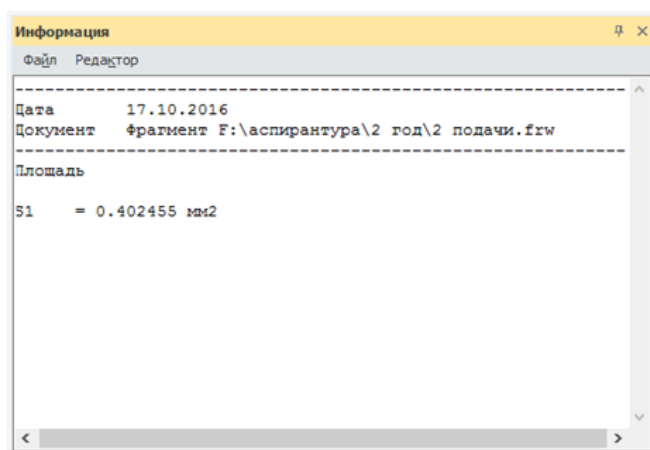 Информация
Файл Редактор
------------------------------------------------------------
Дата 17.10.2016
Документ Фрагмент F:\аспирантура\2 год\2 подачи.frw
------------------------------------------------------------
Площадь
S1 = 0.402455 мм2